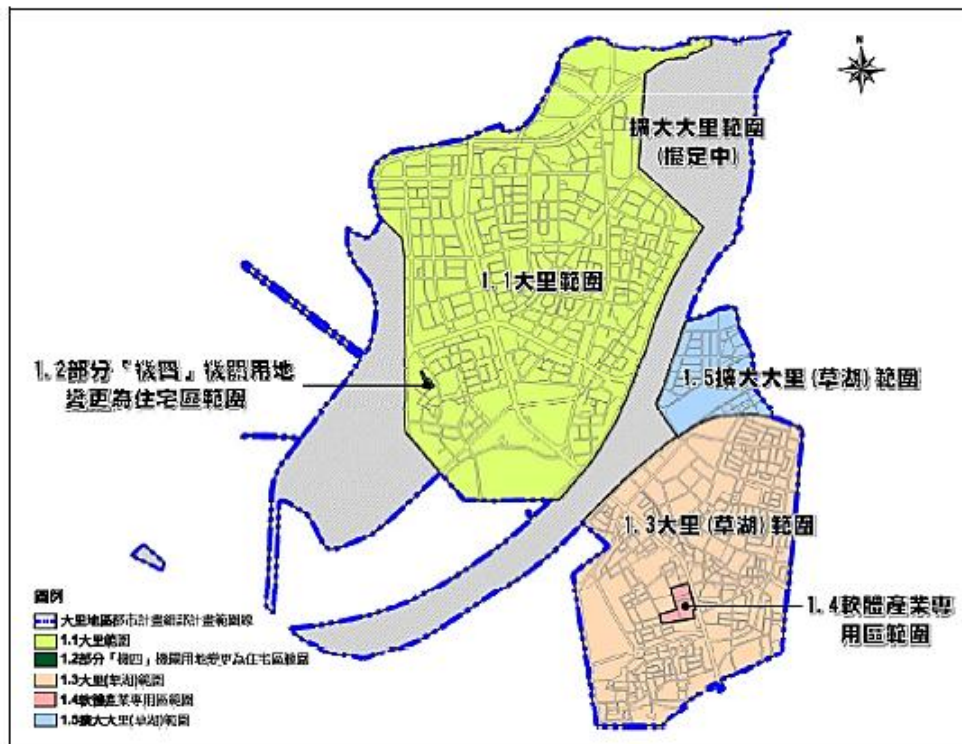 N
擴大大里範圍
(擬定中)
1.1大里範圍
1.2部分「機四」機關用地
變更為住宅區範圍
1.5擴大大里(草湖)範圍
1.3大里(草湖)範圍
1.4軟體產業專
用區範圍
圖例
大里地區都市計畫細部計畫範圍線
1.1大里範圍
1.2部分「機四」機關用地變更為住宅區範圍
1.3大里(草湖)範圍
1.4軟體產業專用區範圍
1.5擴大大里(草湖)範圍